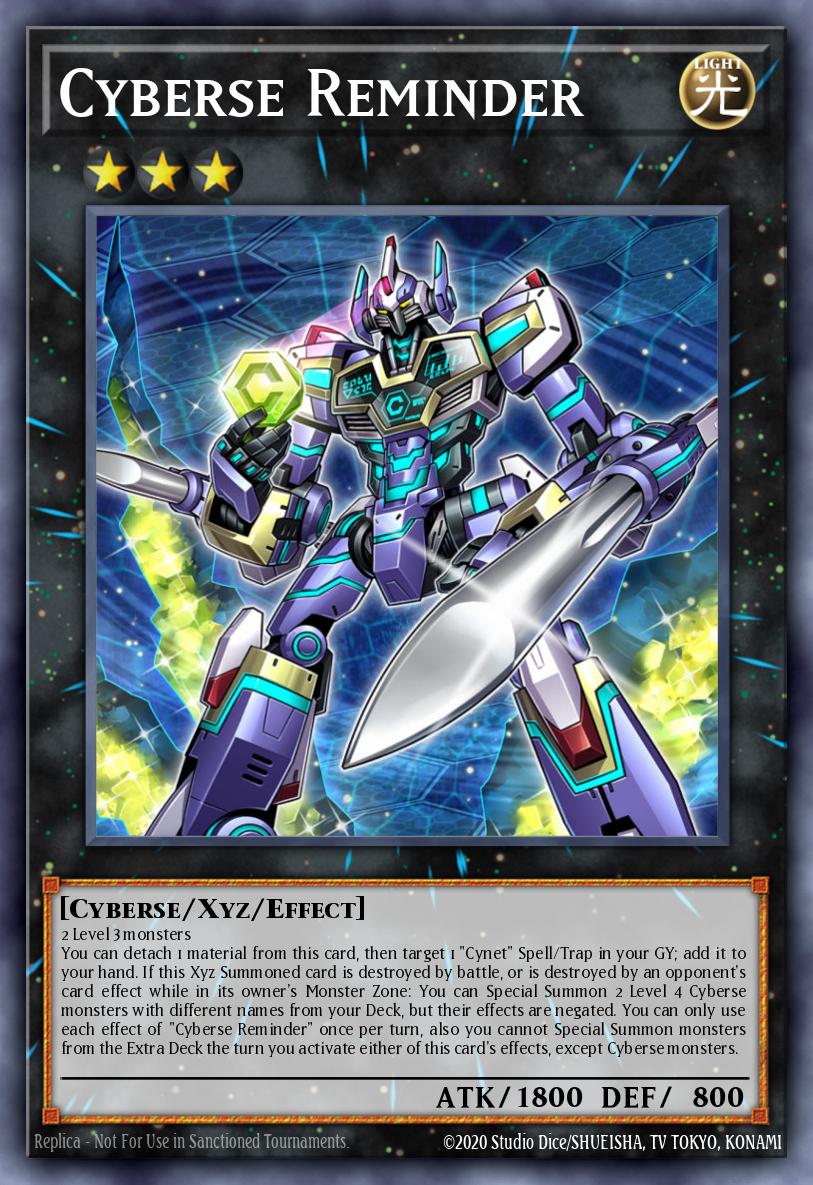 Cyberse Reminder
LIGHT
光
C
C
[Cyberse/Xyz/Effect]
2 Level 3 monsters
You can detach 1 material from this card, then target 1 "Cynet" Spell/Trap in your GY; add it to
your hand. If this Xyz Summoned card is destroyed by battle, or is destroyed by an opponent's
card effect while in its owner's Monster Zone: You can Special Summon 2 Level 4 Cyberse
monsters with different names from your Deck, but their effects are negated. You can only use
each effect of "Cyberse Reminder" once per turn, also you cannot Special Summon monsters
from the Extra Deck the turn you activate either of this card's effects, except Cyberse monsters.
ATK/1800 DEF/ 800
Replica - Not For Use in Sanctioned Tournaments.
©2020 Studio Dice/SHUEISHA, TV TOKYO, KONAMI